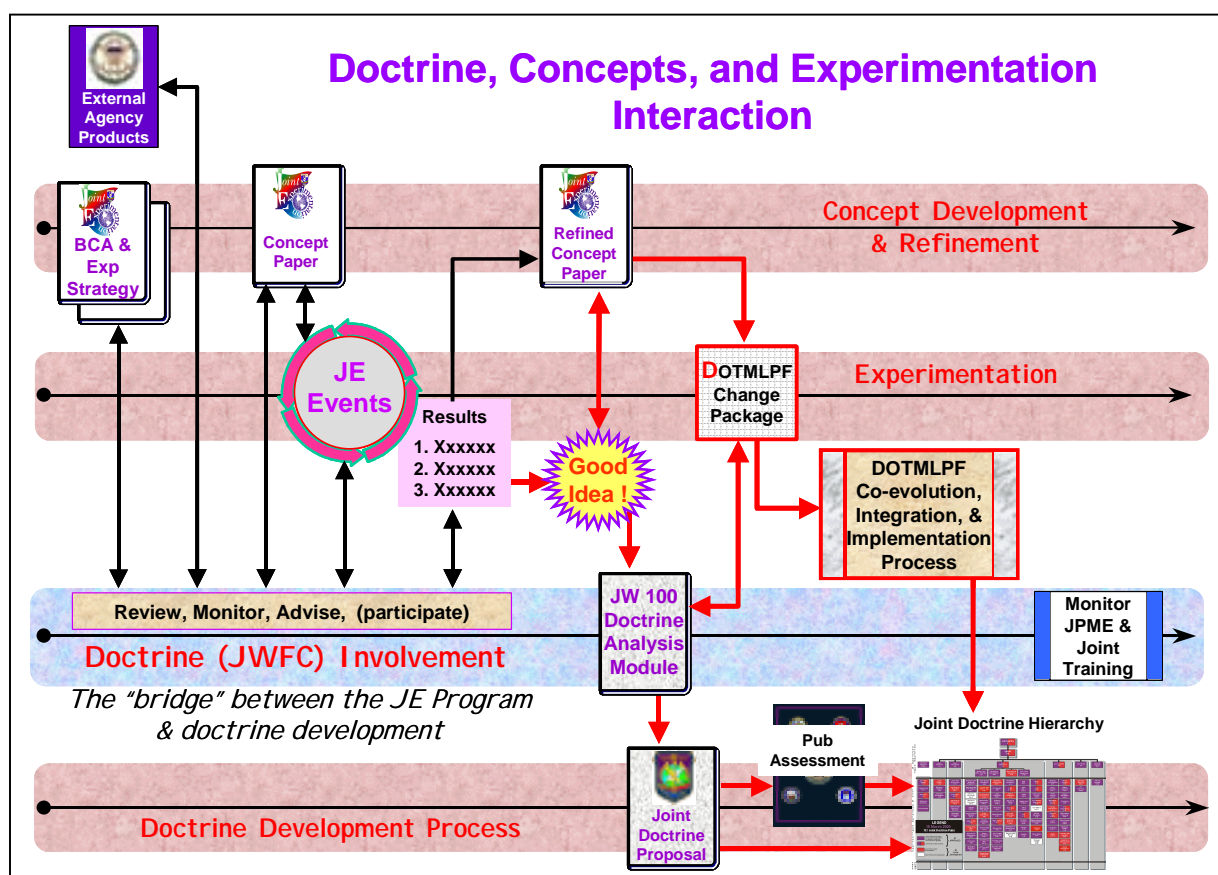 Doctrine, Concepts, and Experimentation
Interaction
External
Agency
Products
BCA &
Exp
Strategy
Concept
Paper
Refined
Concept
Paper
Concept Development
& Refinement
JE
Events
Results
1. Xxxxxx
2. Xxxxxx
3. Xxxxxx
Good
Idea !
DOTMLPF
Change
Package
Experimentation
DOTMLPF
Co-evolution,
Integration, &
Implementation
Process
Review, Monitor, Advise, (participate)
Doctrine (JWFC) Involvement
The "bridge" between the JE Program
& doctrine development
JW 100
Doctrine
Analysis
Module
Monitor
JPME &
Joint
Training
Joint Doctrine Hierarchy
Pub
Assessment
Joint
Doctrine
Proposal
Doctrine Development Process
LEGEND